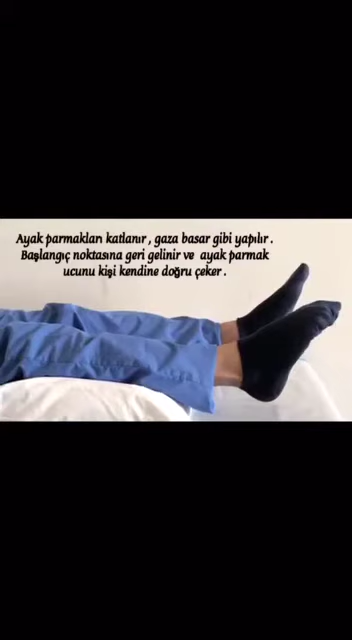 Ayak parmakları katlanır , gaza basar gibi yapılır .
Başlangıç noktasına geri gelinir ve ayak parmak
ucunu kişi kendine doğru çeker .